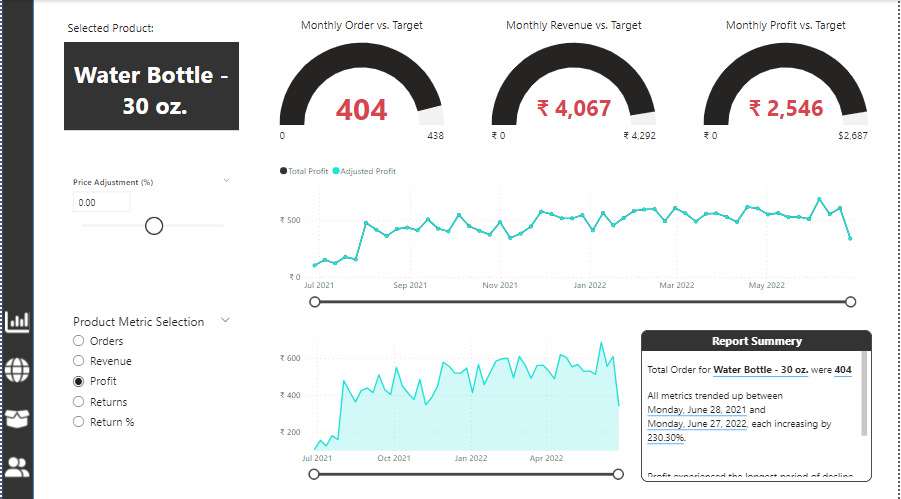 Selected Product:
Water Bottle -
30 oz.
Monthly Order vs. Target
404
0
438
Monthly Revenue vs. Target
₹ 4,067
₹ 0
₹ 4,292
Monthly Profit vs. Target
₹ 2,546
₹ 0
$2,687
Price Adjustment (%)
0.00
Total Profit Adjusted Profit
₹ 500
₹ 0
Jul 2021 Sep 2021 Nov 2021 Jan 2022 Mar 2022 May 2022
Product Metric Selection
Orders
Revenue
Profit
Returns
Return %
₹ 600
₹ 400
₹ 200
Jul 2021 Oct 2021 Jan 2022 Apr 2022
Report Summery
Total Order for Water Bottle - 30 oz. were 404
All metrics trended up between
Monday, June 28, 2021 and
Monday, June 27, 2022, each increasing by
230.30%.
Profit experienced the longest period of decline